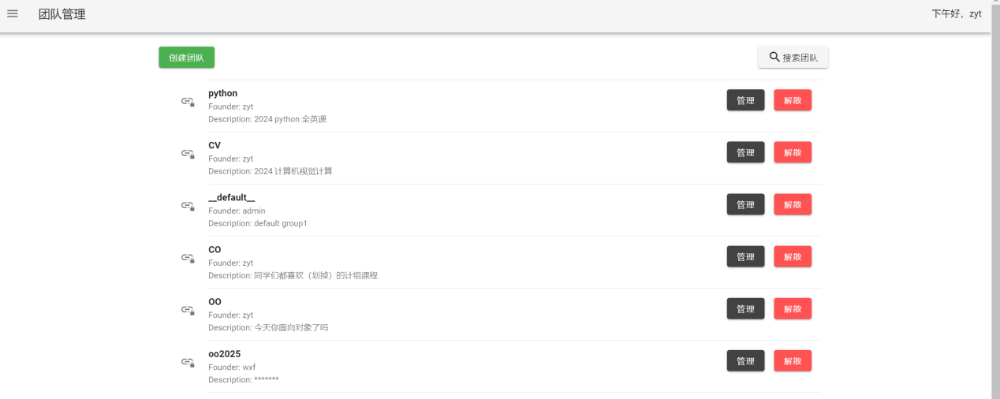 团队管理
下午好，zyt
创建团队
搜索团队
python
Founder: zyt
Description: 2024 python 全英课
管理
解散
CV
Founder: zyt
Description: 2024 计算机视觉计算
管理
解散
__default__
Founder: admin
Description: default group1
管理
解散
CO
Founder: zyt
Description: 同学们都喜欢（划掉）的计组课程
管理
解散
OO
Founder: zyt
Description: 今天你面向对象了吗
管理
解散
oo2025
Founder: wxf
Description: *******
管理
解散